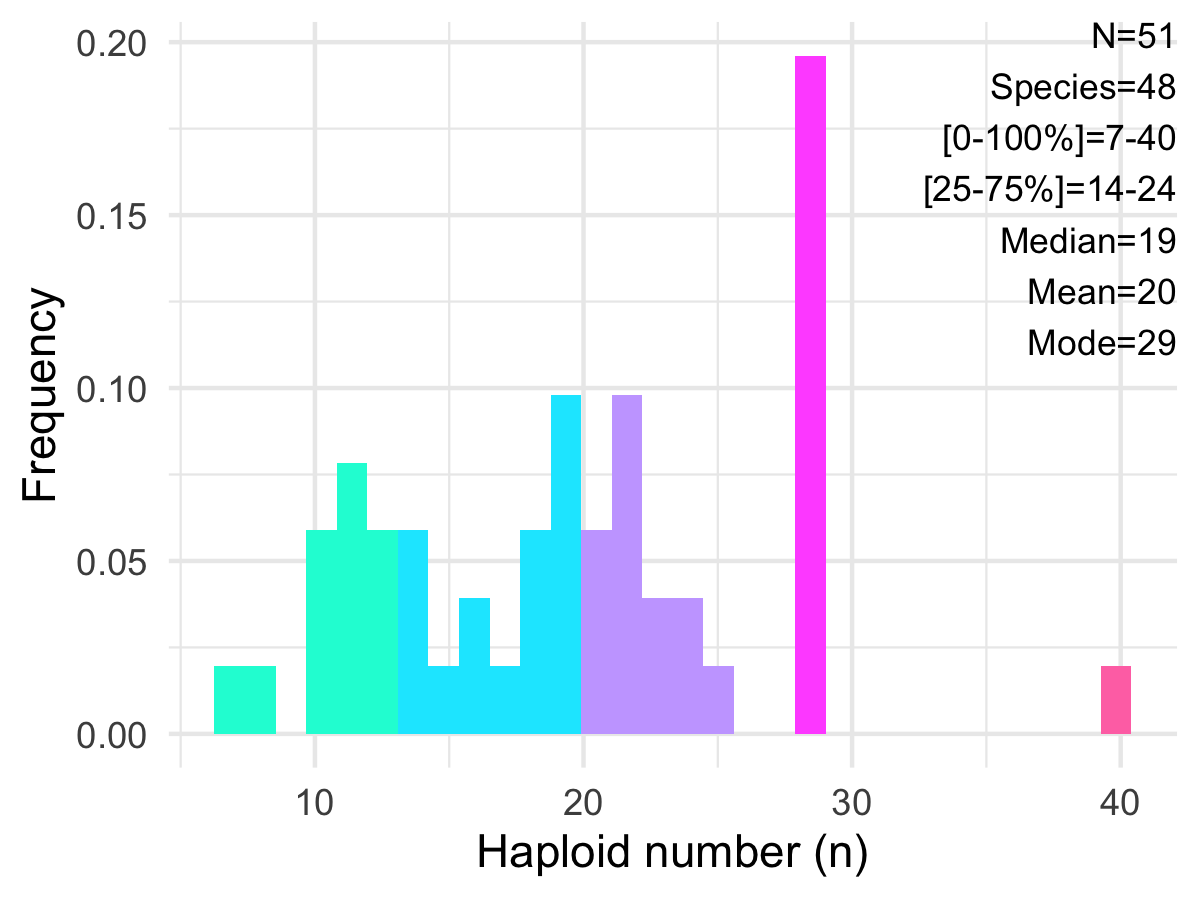 N=51
Species=48
[0-100%]=7-40
[25-75%]=14-24
Median=19
Mean=20
Mode=29
0.20
0.15
0.10
0.05
0.00
Frequency
10 20 30 40
Haploid number (n)